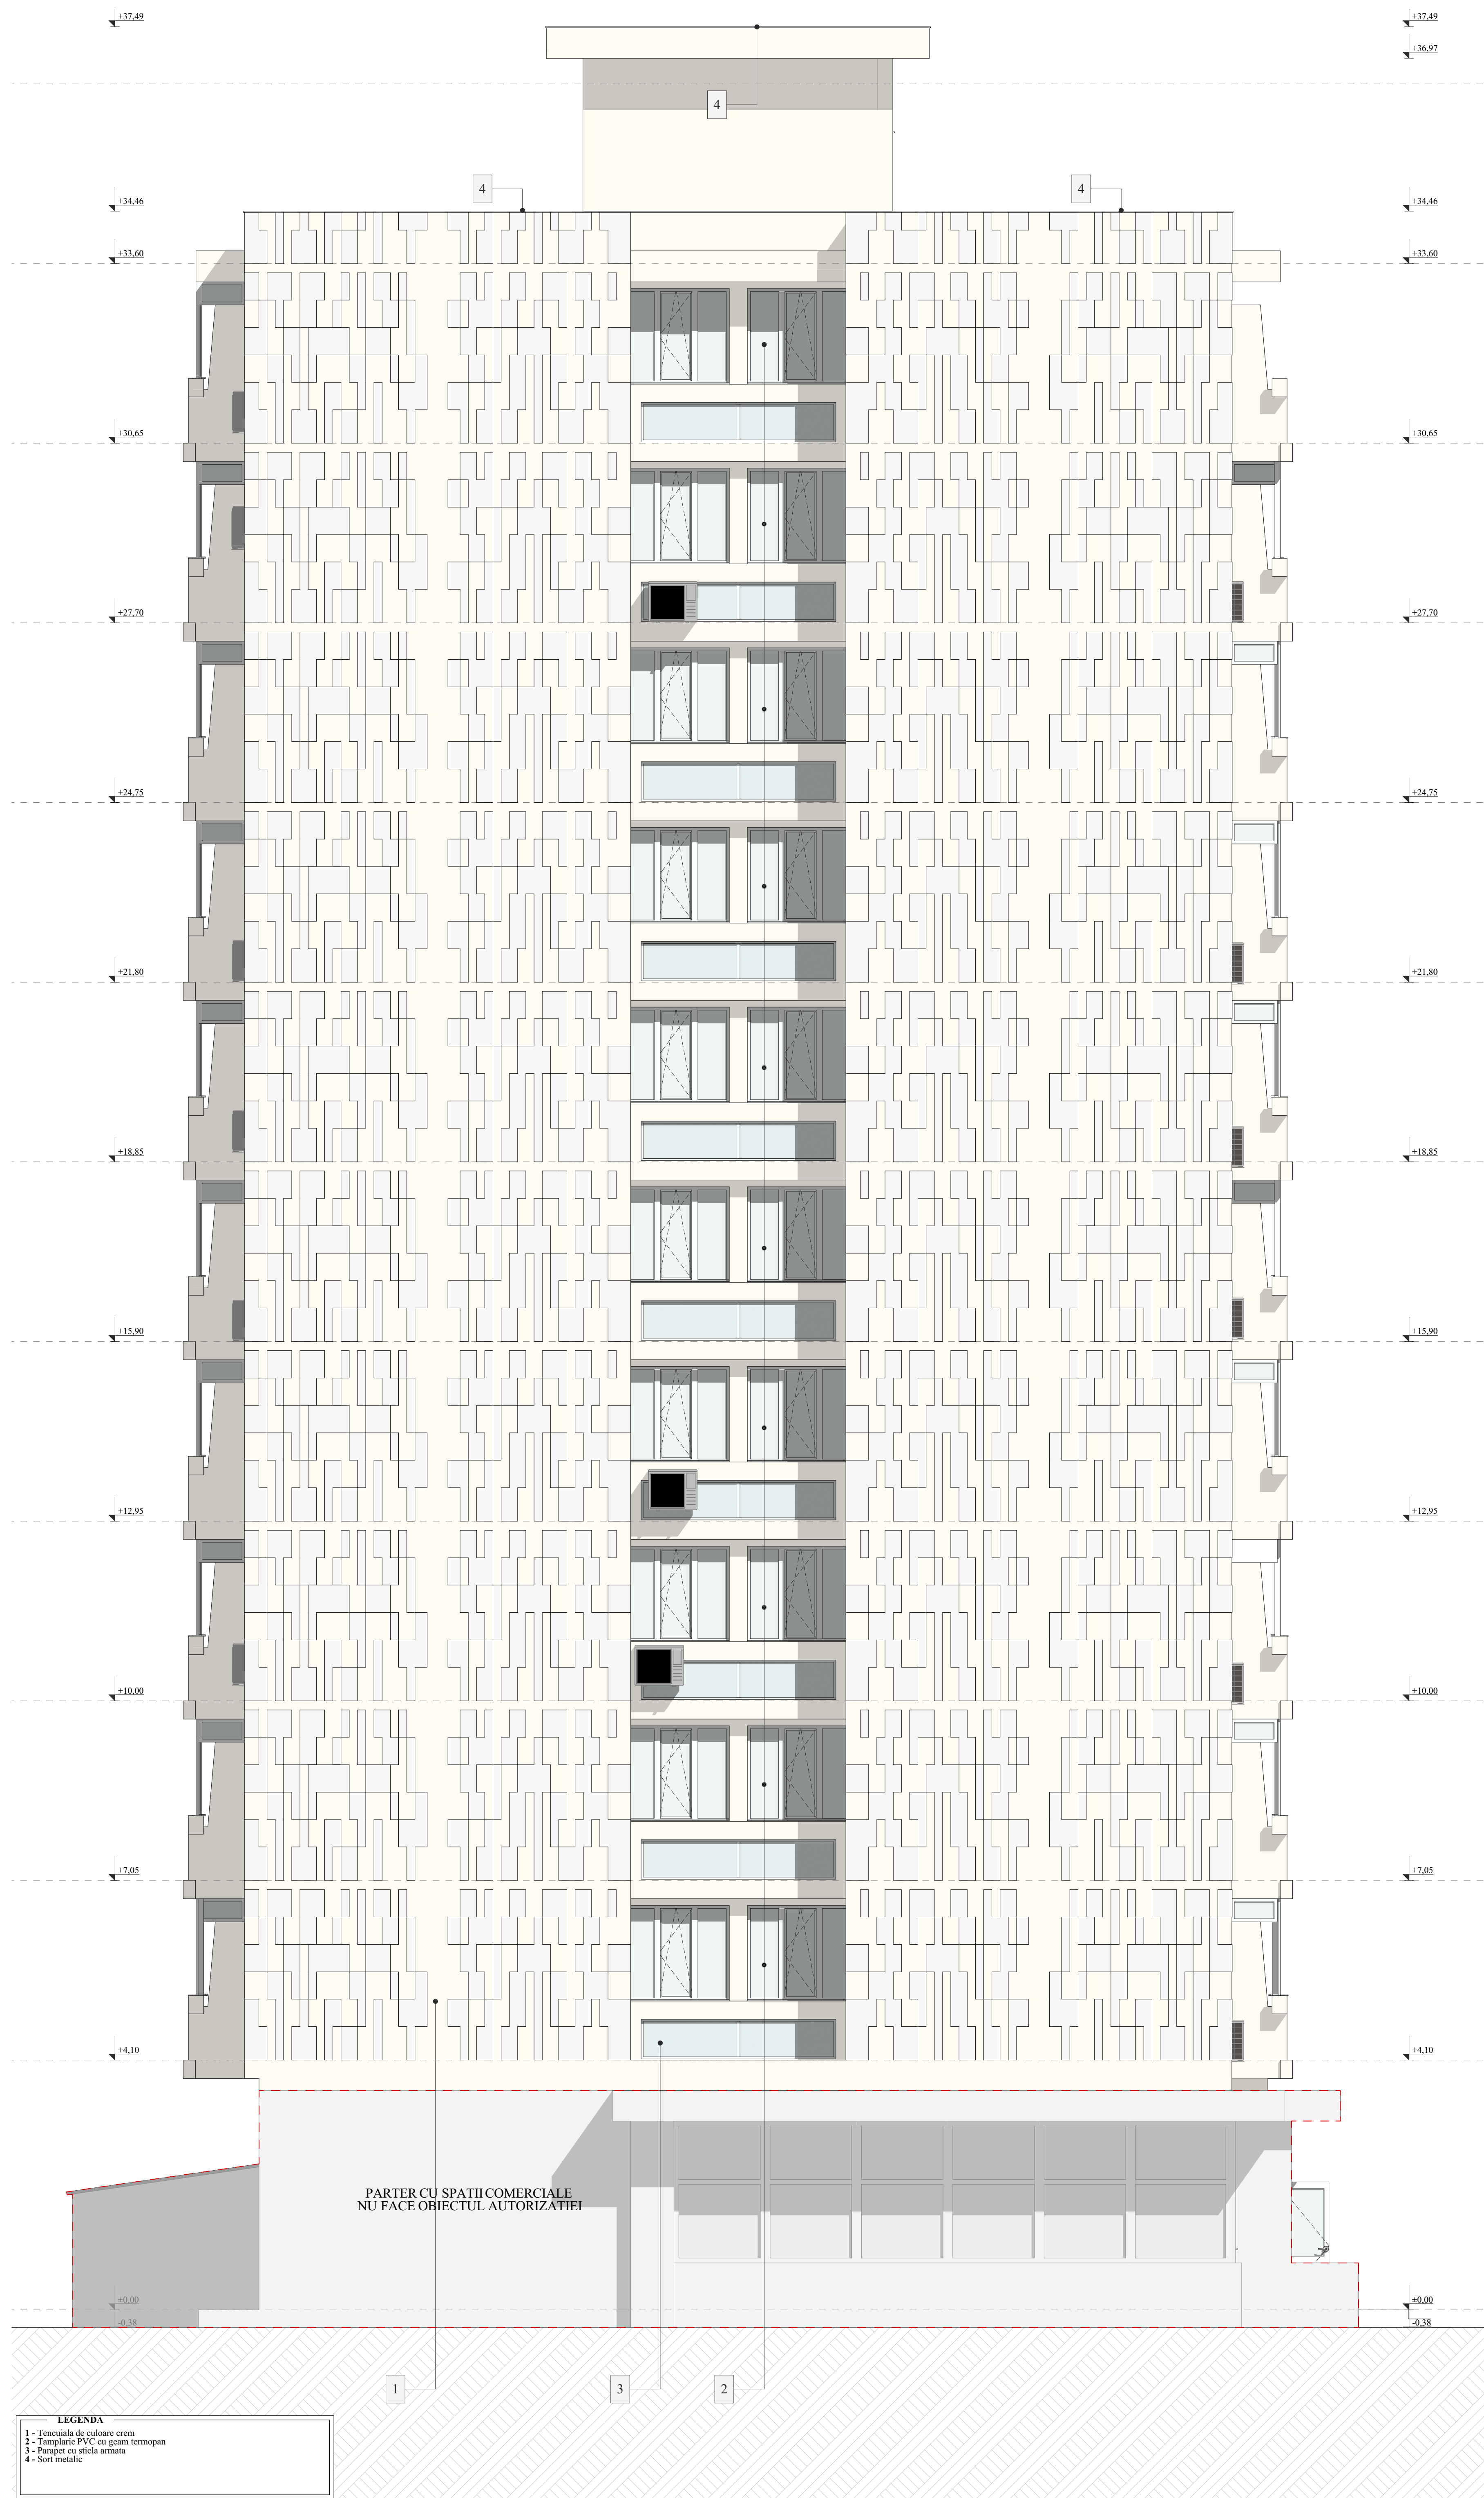 +37,49 +37,49
+36,97
4
4 4
+34,46 +34,46
+33,60 +33,60
+30,65 +30,65
+27,70 +27,70
+24,75 +24,75
+21,80 +21,80
+18,85 +18,85
+15,90 +15,90
+12,95 +12,95
+10,00 +10,00
+7,05 +7,05
+4,10 +4,10
PARTER CU SPATII COMERCIALE
NU FACE OBIECTUL AUTORIZATIEI
±0,00 ±0,00
-0,38 -0,38
1 3 2
LEGENDA
1 - Tencuiala de culoare crem
2 - Tamplarie PVC cu geam termopan
3 - Parapet cu sticla armata
4 - Sort metalic